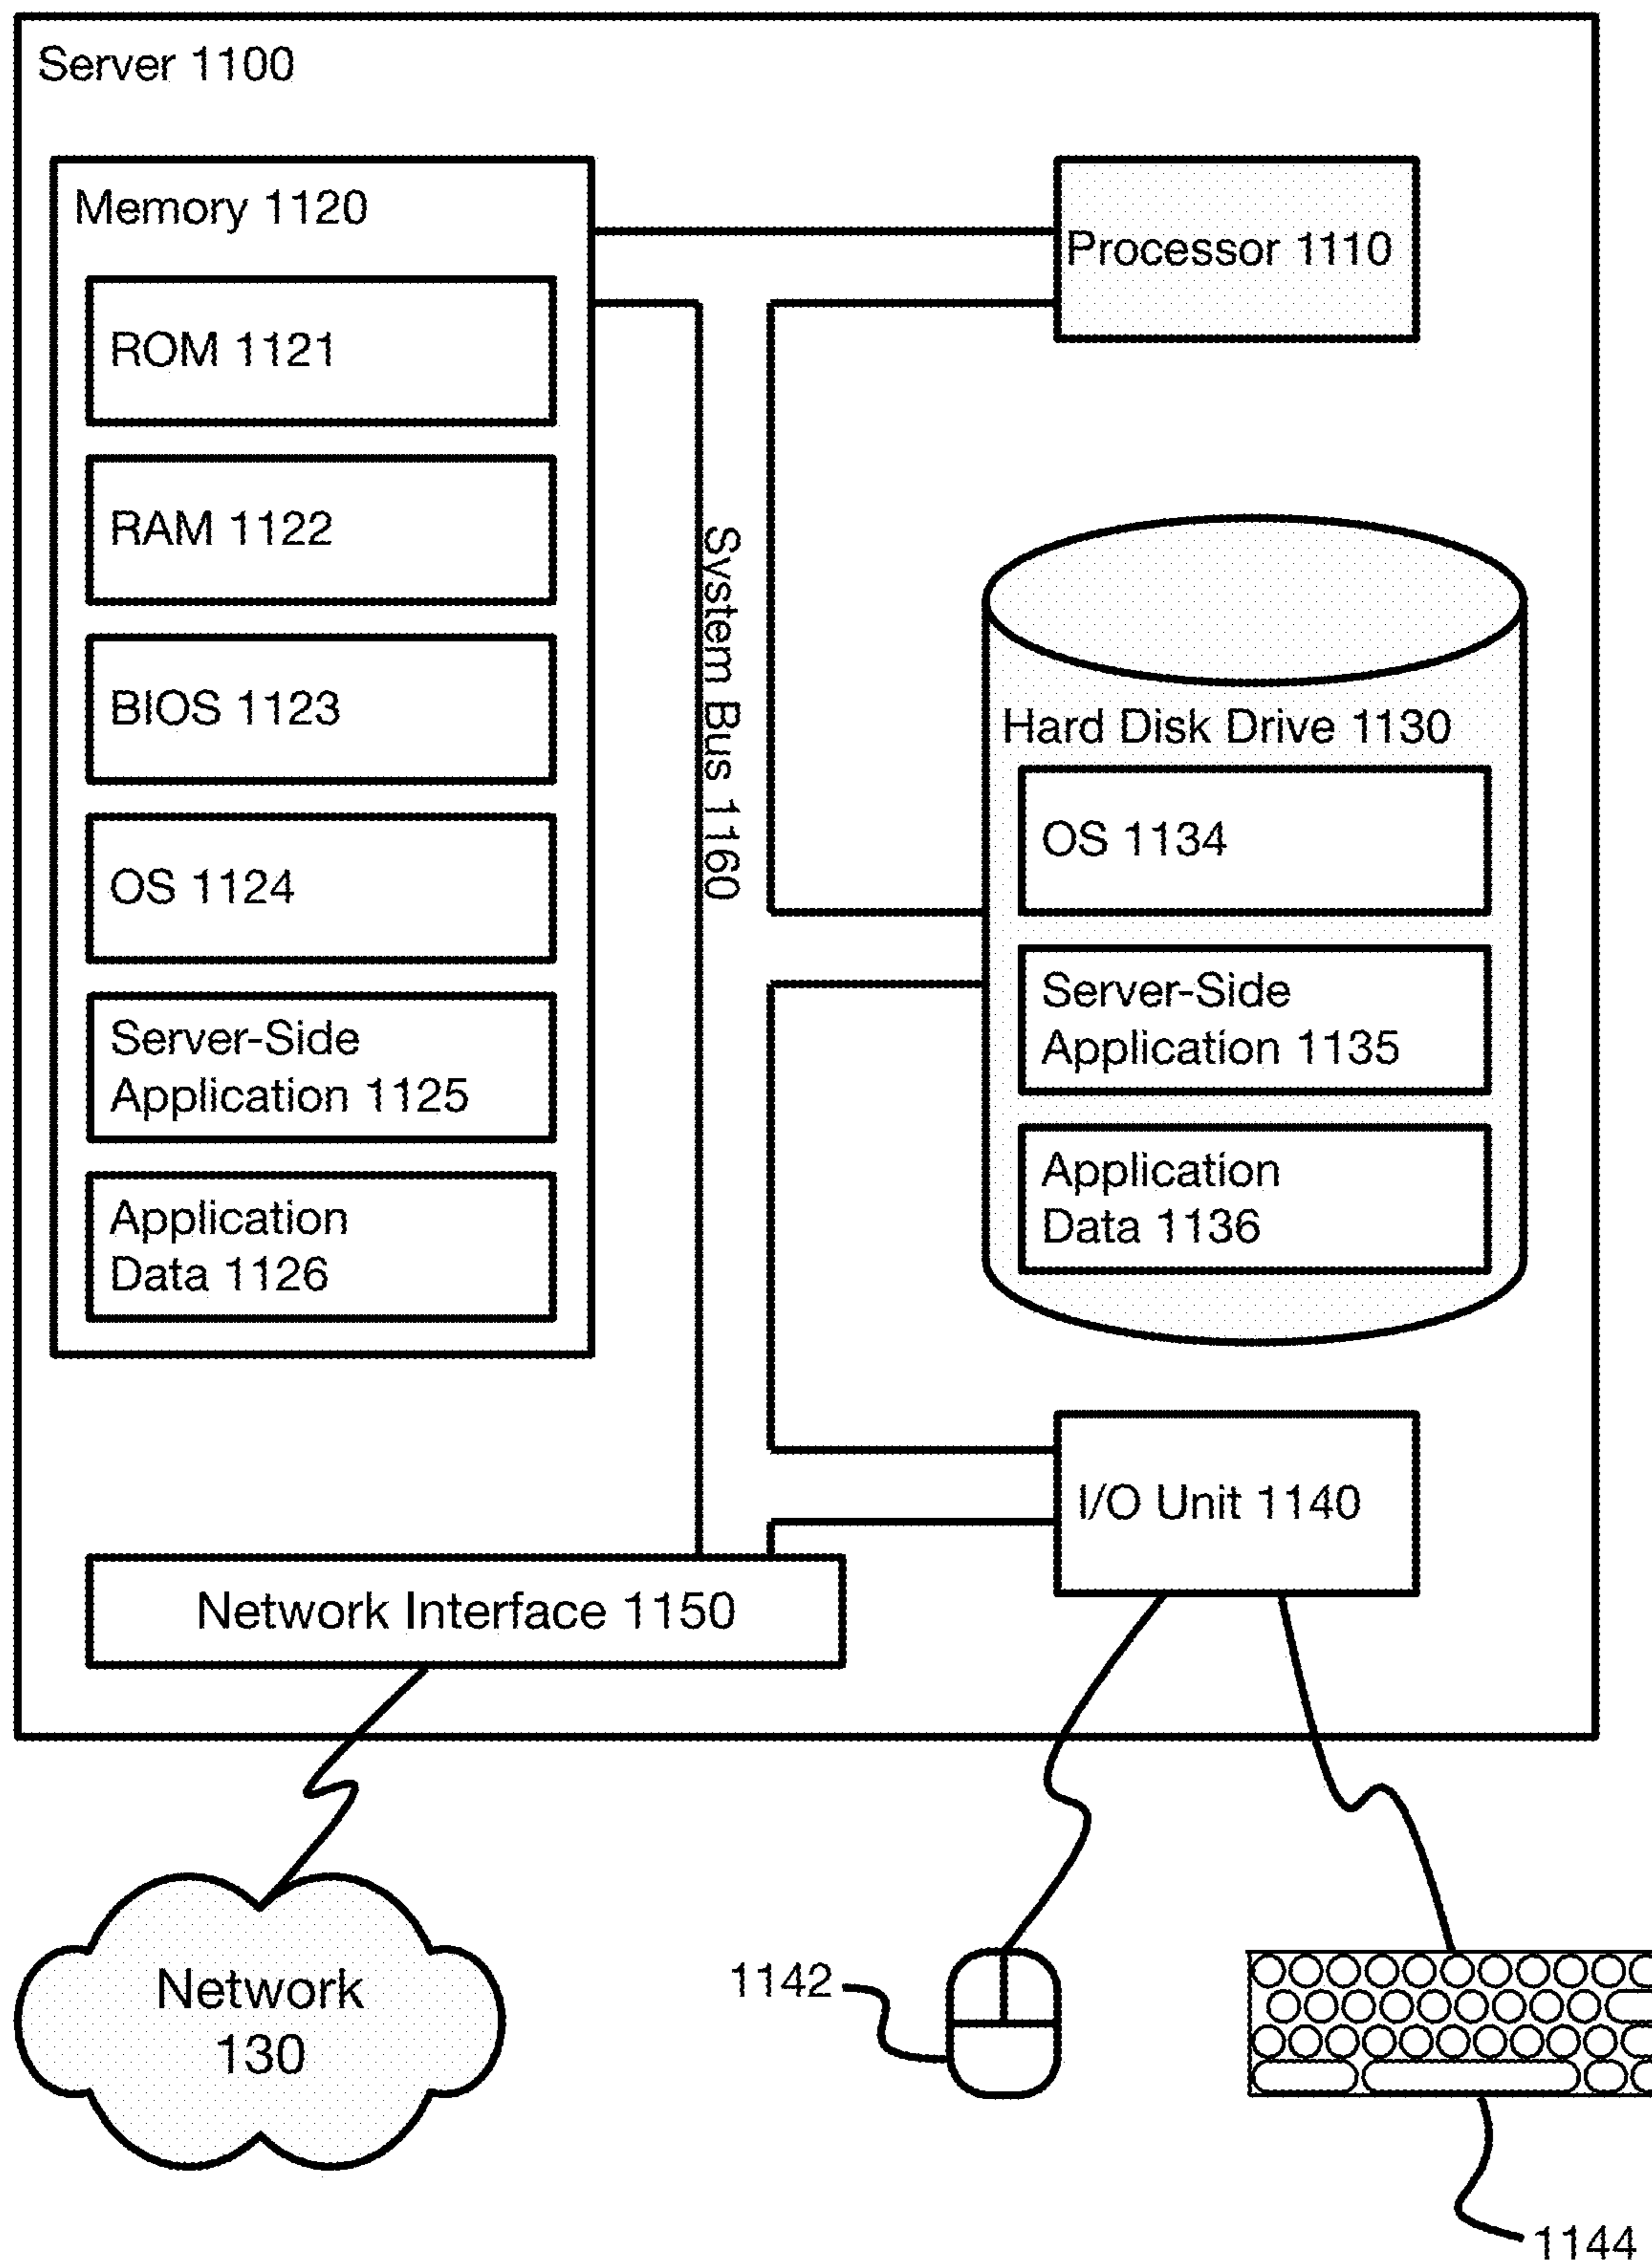 Server 1100
Memory 1120
ROM 1121
RAM 1122
BIOS 1123
OS 1124
Server-Side
Application 1125
Application
Data 1126
System Bus 1160
Processor 1110
Hard Disk Drive 1130
OS 1134
Server-Side
Application 1135
Application
Data 1136
I/O Unit 1140
Network Interface 1150
Network
130
1142
1144